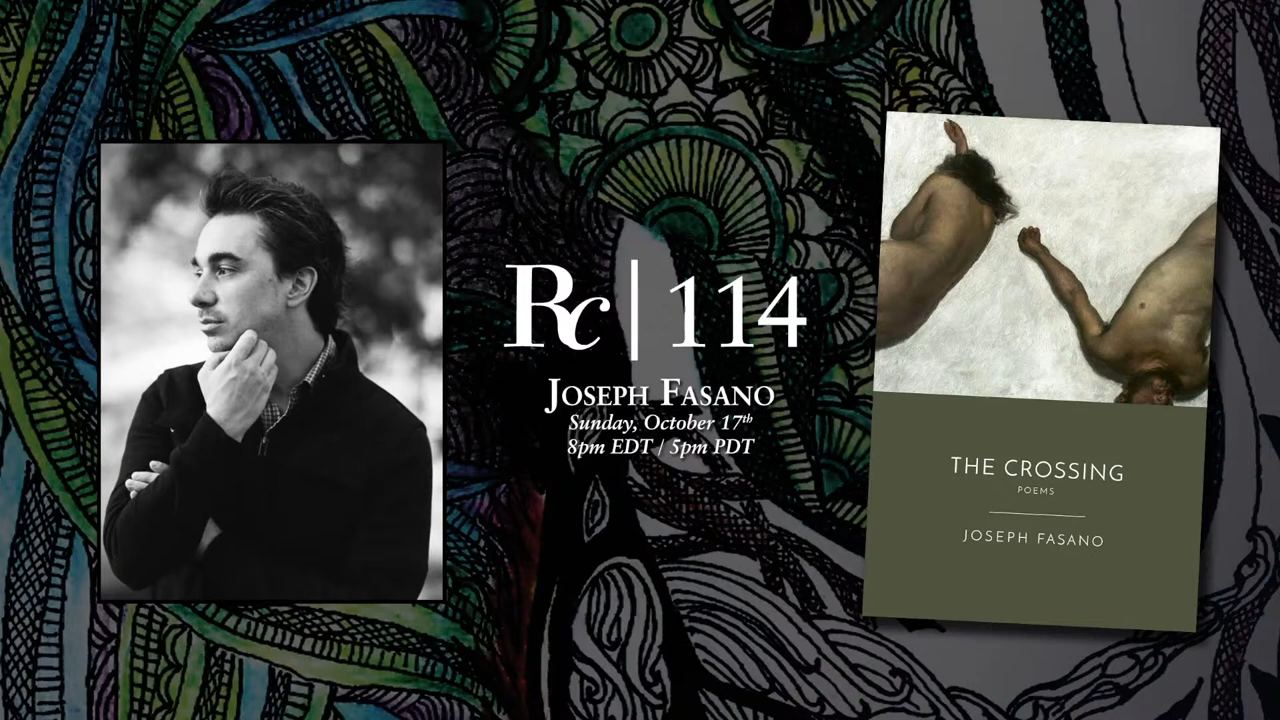 Rc | 114
JOSEPH FASANO
Sunday, October 17th
8pm EDT / 5pm PDT
THE CROSSING
POEMS
JOSEPH FASANO